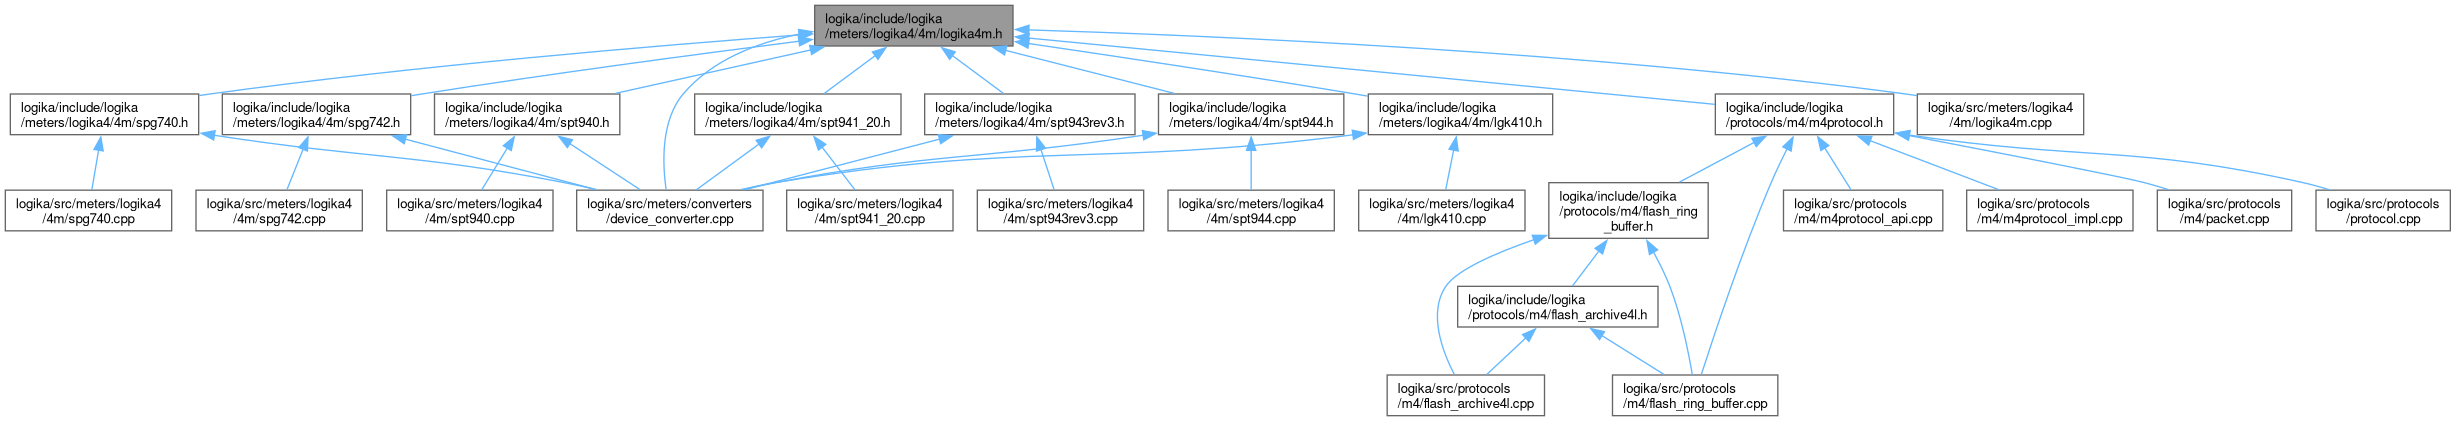 logika/include/logika
/meters/logika4/4m/logika4m.h
logika/include/logika
/meters/logika4/4m/spg740.h
logika/include/logika
/meters/logika4/4m/spg742.h
logika/include/logika
/meters/logika4/4m/spt940.h
logika/include/logika
/meters/logika4/4m/spt941_20.h
logika/include/logika
/meters/logika4/4m/spt943rev3.h
logika/include/logika
/meters/logika4/4m/spt944.h
logika/include/logika
/meters/logika4/4m/lgk410.h
logika/include/logika
/protocols/m4/m4protocol.h
logika/src/meters/logika4
/4m/logika4m.cpp
logika/src/meters/logika4
/4m/spg740.cpp
logika/src/meters/logika4
/4m/spg742.cpp
logika/src/meters/logika4
/4m/spt940.cpp
logika/src/meters/converters
/device_converter.cpp
logika/src/meters/logika4
/4m/spt941_20.cpp
logika/src/meters/logika4
/4m/spt943rev3.cpp
logika/src/meters/logika4
/4m/spt944.cpp
logika/src/meters/logika4
/4m/lgk410.cpp
logika/include/logika
/protocols/m4/flash_ring
_buffer.h
logika/src/protocols
/m4/m4protocol_api.cpp
logika/src/protocols
/m4/m4protocol_impl.cpp
logika/src/protocols
/m4/packet.cpp
logika/src/protocols
/protocol.cpp
logika/include/logika
/protocols/m4/flash_archive4l.h
logika/src/protocols
/m4/flash_archive4l.cpp
logika/src/protocols
/m4/flash_ring_buffer.cpp